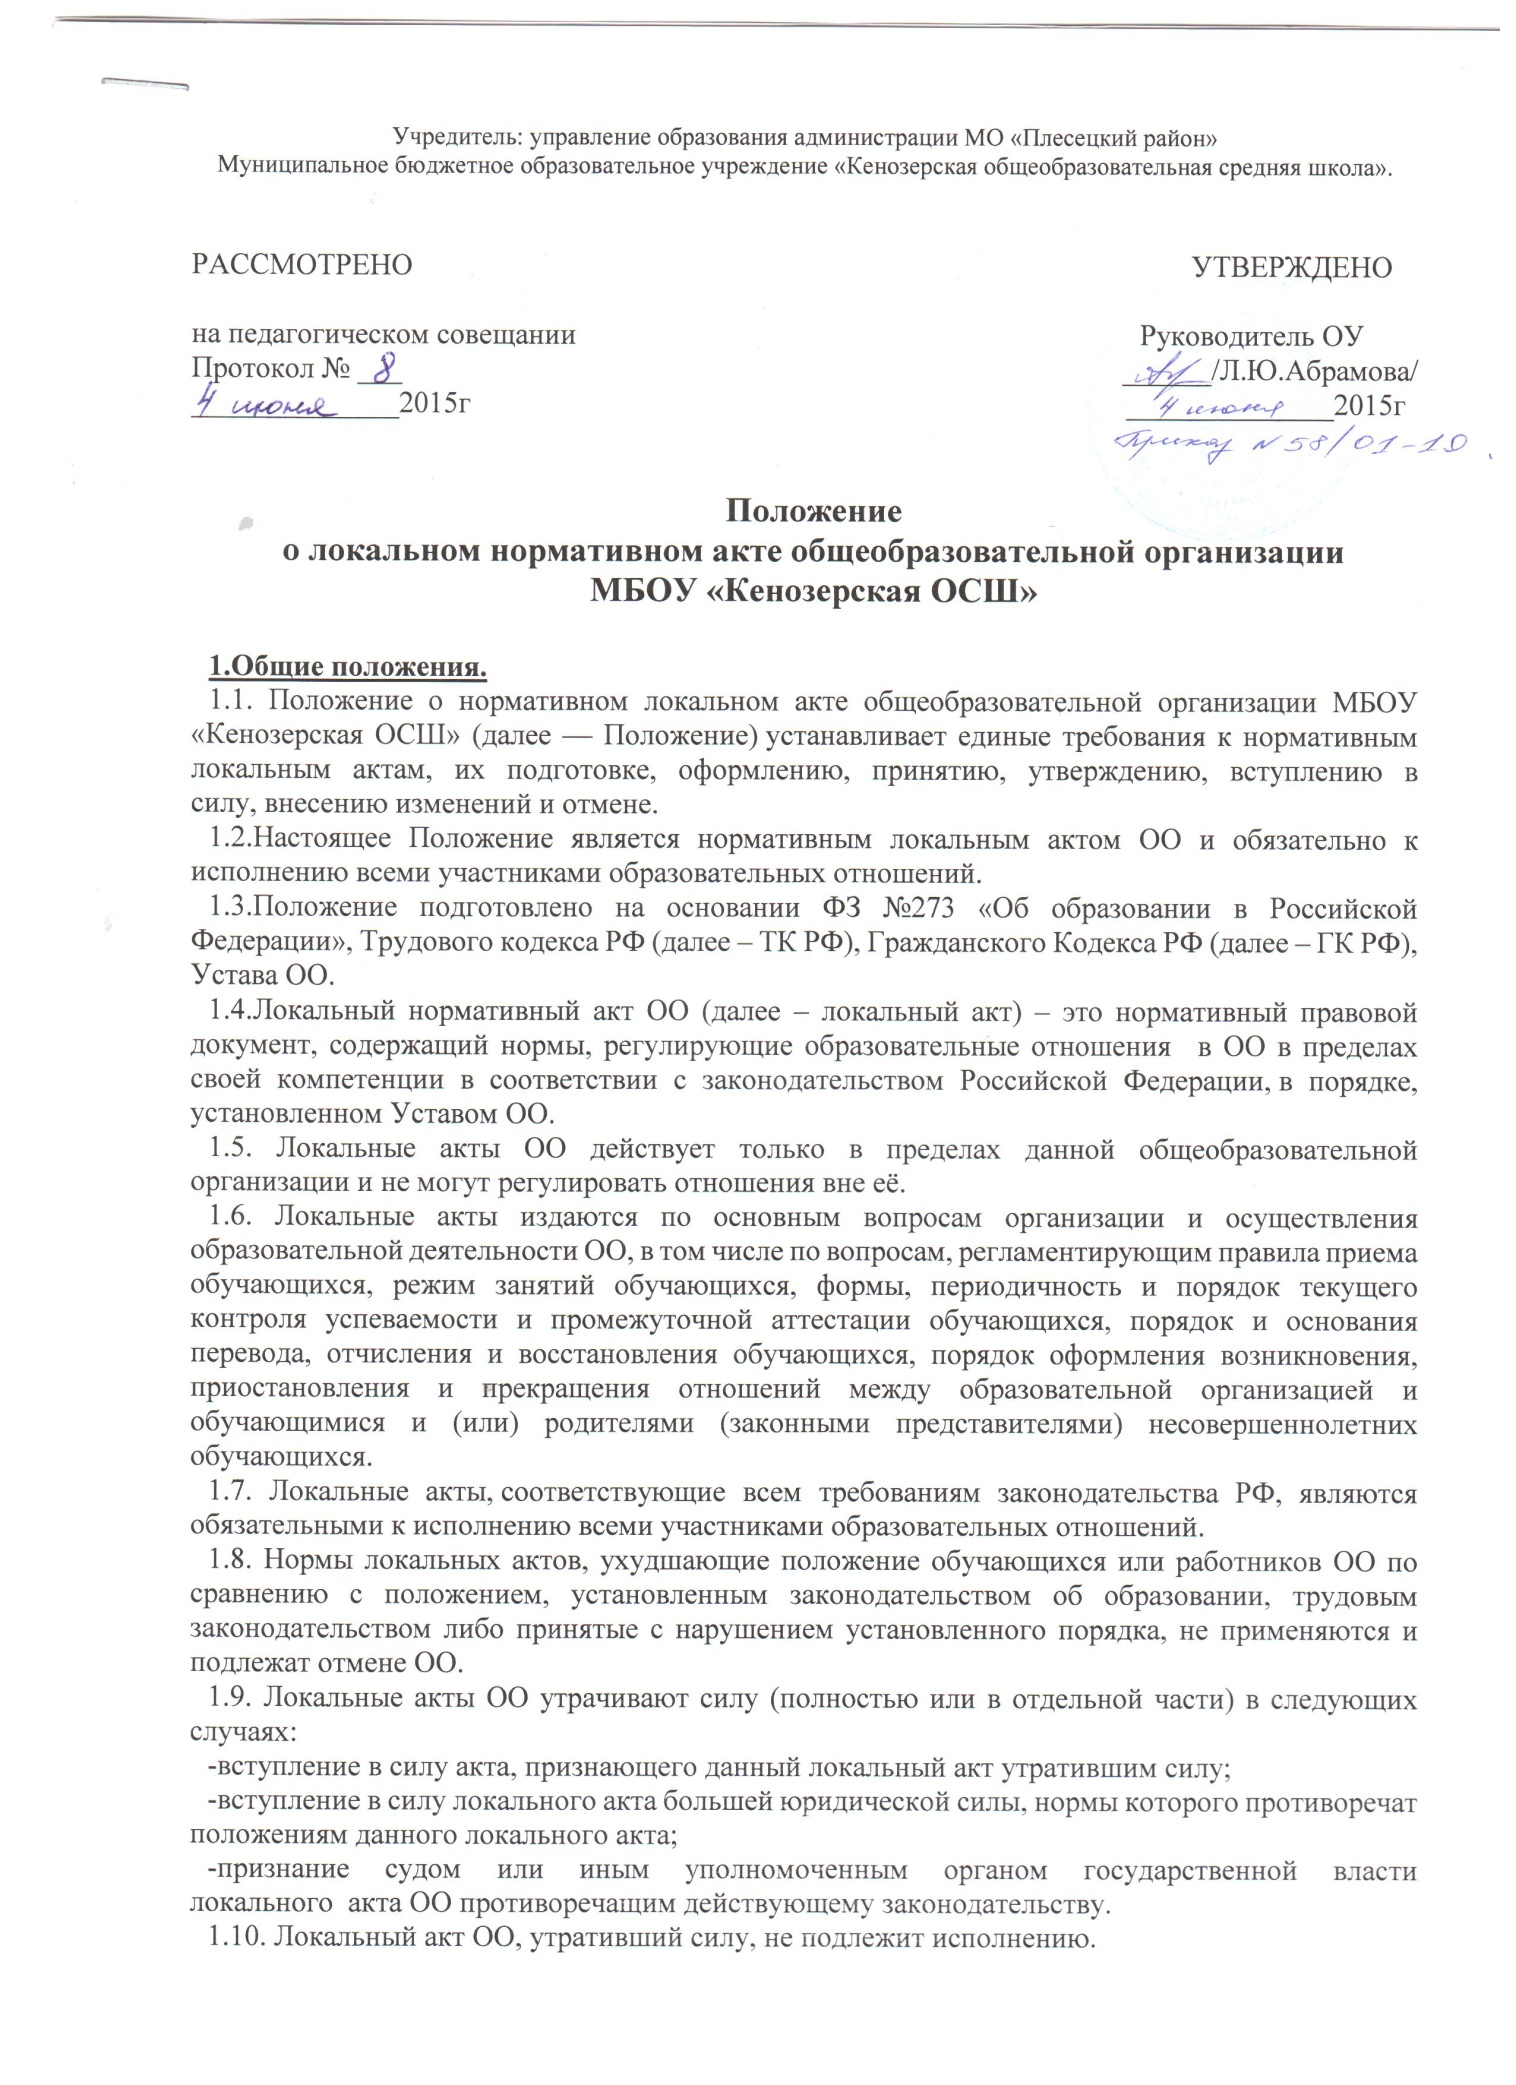 Учредитель: управление образования администрации МО «Плесецкий район»
Муниципальное бюджетное образовательное учреждение «Кенозерская общеобразовательная средняя школа».
РАССМОТРЕНО УТВЕРЖДЕНО
на педагогическом совещании Руководитель ОУ
Протокол № 8 /Л.Ю.Абрамова/
4 июня 2015г 4 июня 2015г
Приказ N 58/01-10.
Положение
о локальном нормативном акте общеобразовательной организации
МБОУ «Кенозерская ОСШ»
1.Общие положения.
1.1. Положение о нормативном локальном акте общеобразовательной организации МБОУ
«Кенозерская ОСШ» (далее — Положение) устанавливает единые требования к нормативным
локальным актам, их подготовке, оформлению, принятию, утверждению, вступлению в
силу, внесению изменений и отмене.
1.2.Настоящее Положение является нормативным локальным актом ОО и обязательно к
исполнению всеми участниками образовательных отношений.
1.3.Положение подготовлено на основании ФЗ №273 «Об образовании в Российской
Федерации», Трудового кодекса РФ (далее – ТК РФ), Гражданского Кодекса РФ (далее – ГК РФ),
Устава ОО.
1.4.Локальный нормативный акт ОО (далее – локальный акт) – это нормативный правовой
документ, содержащий нормы, регулирующие образовательные отношения в ОО в пределах
своей компетенции в соответствии с законодательством Российской Федерации, в порядке,
установленном Уставом ОО.
1.5. Локальные акты ОО действует только в пределах данной общеобразовательной
организации и не могут регулировать отношения вне её.
1.6. Локальные акты издаются по основным вопросам организации и осуществления
образовательной деятельности ОО, в том числе по вопросам, регламентирующим правила приема
обучающихся, режим занятий обучающихся, формы, периодичность и порядок текущего
контроля успеваемости и промежуточной аттестации обучающихся, порядок и основания
перевода, отчисления и восстановления обучающихся, порядок оформления возникновения,
приостановления и прекращения отношений между образовательной организацией и
обучающимися и (или) родителями (законными представителями) несовершеннолетних
обучающихся.
1.7. Локальные акты, соответствующие всем требованиям законодательства РФ, являются
обязательными к исполнению всеми участниками образовательных отношений.
1.8. Нормы локальных актов, ухудшающие положение обучающихся или работников ОО по
сравнению с положением, установленным законодательством об образовании, трудовым
законодательством либо принятые с нарушением установленного порядка, не применяются и
подлежат отмене ОО.
1.9. Локальные акты ОО утрачивают силу (полностью или в отдельной части) в следующих
случаях:
-вступление в силу акта, признающего данный локальный акт утратившим силу;
-вступление в силу локального акта большей юридической силы, нормы которого противоречат
положениям данного локального акта;
-признание судом или иным уполномоченным органом государственной власти
локального акта ОО противоречащим действующему законодательству.
1.10. Локальный акт ОО, утративший силу, не подлежит исполнению.